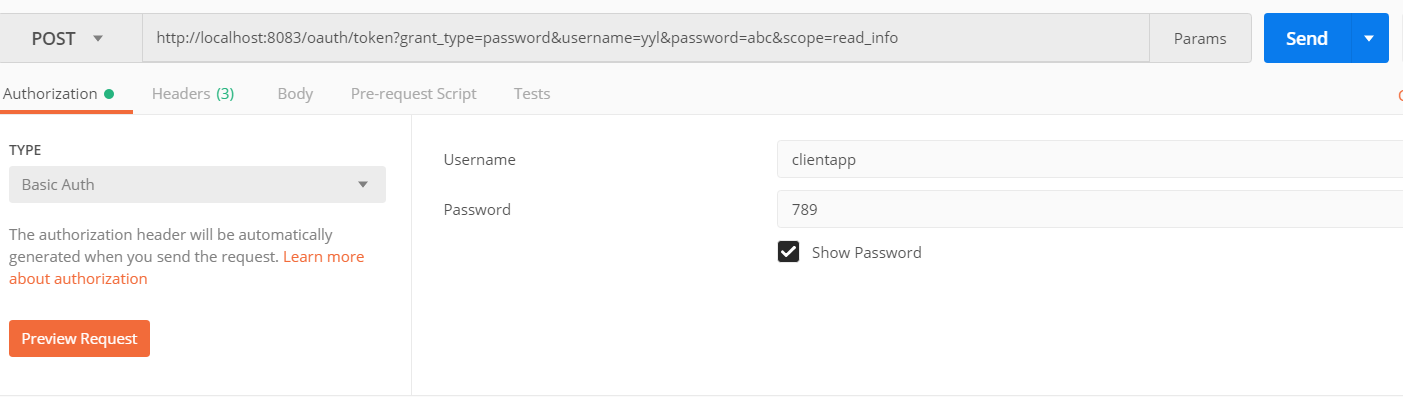 POST
http://localhost:8083/oauth/token?grant_type=password&username=yyl&password=abc&scope=read_info
Params
Send
Authorization
Headers (3)
Body
Pre-request Script
Tests
TYPE
Basic Auth
The authorization header will be automatically
generated when you send the request. Learn more
about authorization
Preview Request
Username
clientapp
Password
789
Show Password